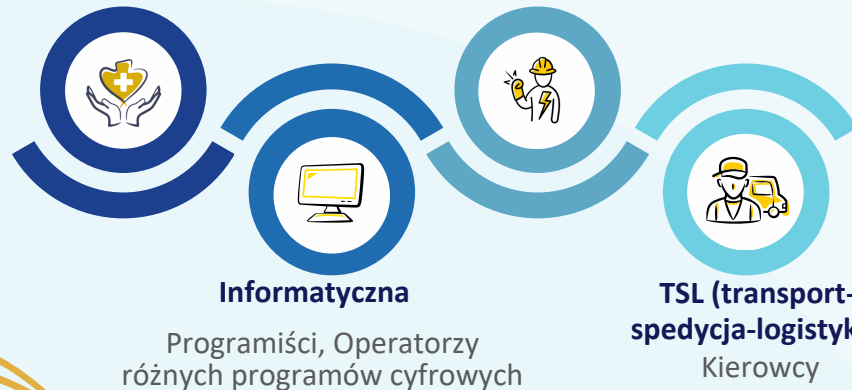 Informatyczna
Programiści, Operatorzy
różnych programów cyfrowych
TSL (transport-
spedycja-logistyk
Kierowcy